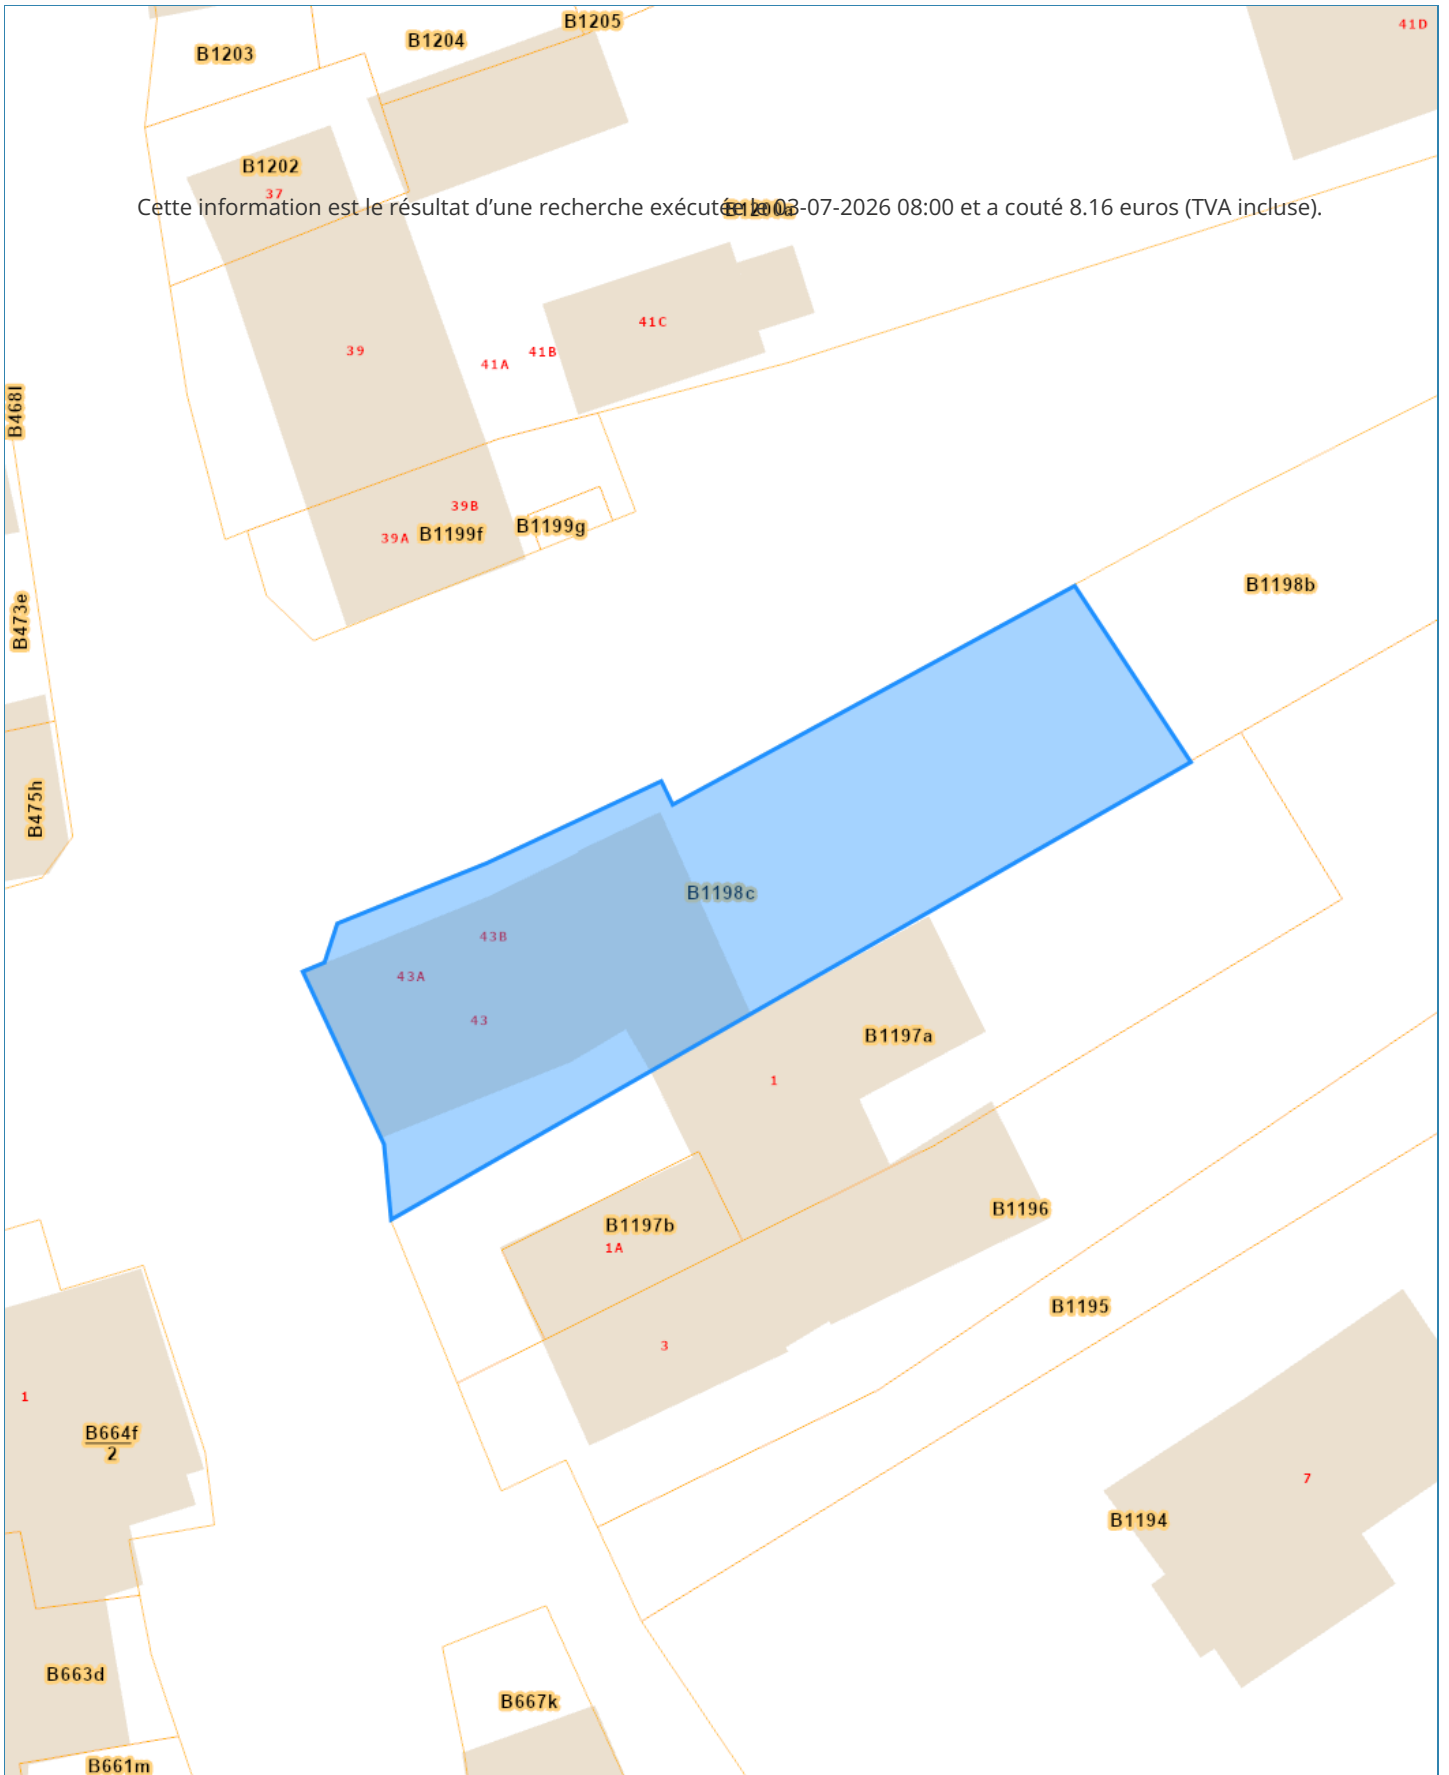 B1205
41D
B1204
B1203
B1202
37
Cette information est le résultat d’une recherche exécutée le 03-07-2026 08:00 et a couté 8.16 euros (TVA incluse).
B1200a
41C
39
41B
41A
B468l
39B
B1199g
39A
B1199f
B1198b
B473e
B475h
B1198c
43B
43A
43
B1197a
1
B1196
B1197b
1A
B1195
3
1
B664f
2
7
B1194
B663d
B667k
B661m